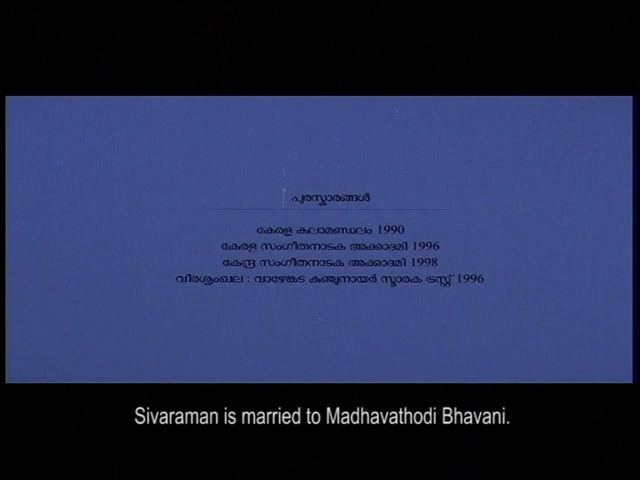 പുരസ്കാരങ്ങൾ
കേരള കലാമണ്ഡലം 1990
കേരള സംഗീതനാടക അക്കാദമി 1996
കേന്ദ്ര സംഗീതനാടക അക്കാദമി 1998
വീരശൃംഖല : വാഴേങ്കട കുഞ്ചുനായർ സ്മാരക ട്രസ്റ്റ് 1996
Sivaraman is married to Madhavathodi Bhavani.